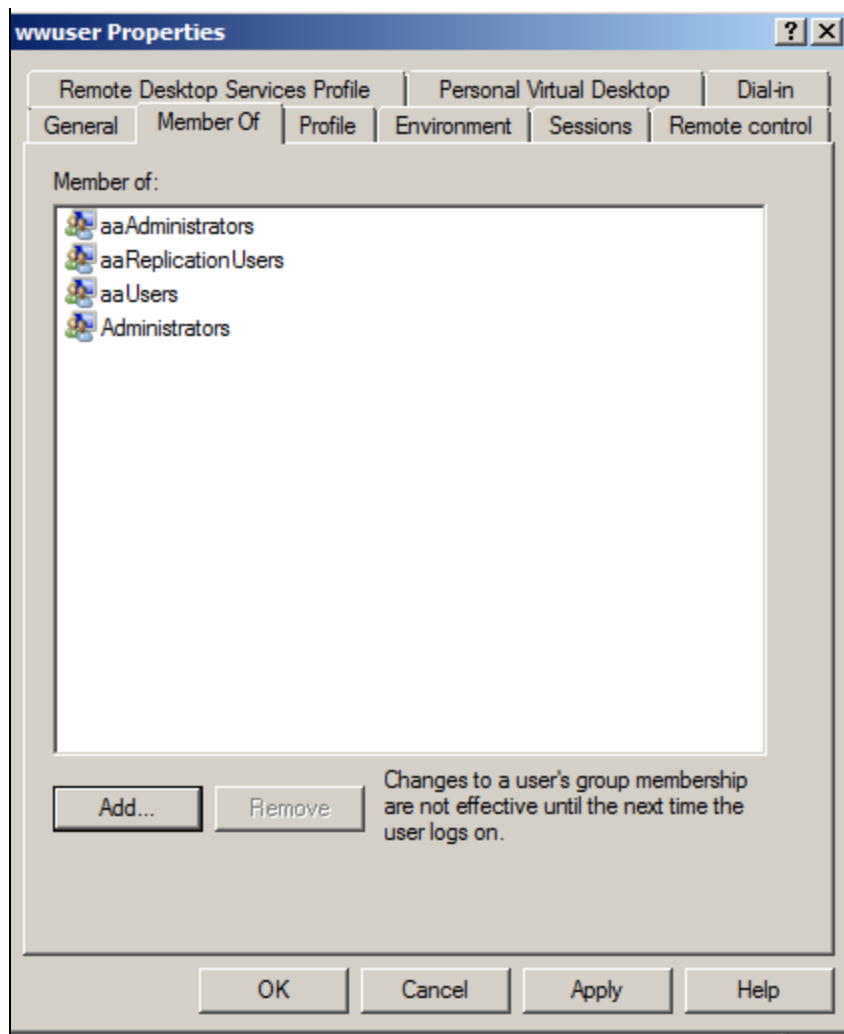 wwuser Properties
Remote Desktop Services Profile
Personal Virtual Desktop
Dial-in
General
Member Of
Profile
Environment
Sessions
Remote control
Member of:
aaAdministrators
aaReplicationUsers
aaUsers
Administrators
Add...
Remove
Changes to a user's group membership
are not effective until the next time the
user logs on.
OK
Cancel
Apply
Help